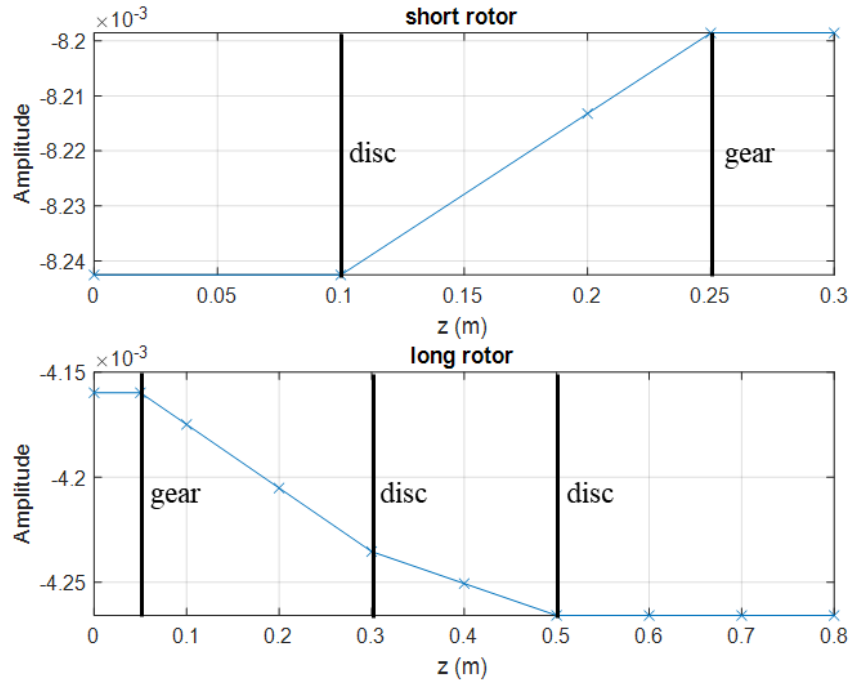 short rotor
×10⁻³
-8.2
-8.21
-8.22
-8.23
-8.24
Amplitude
disc
gear
0 0.05 0.1 0.15 0.2 0.25 0.3
z (m)
long rotor
×10⁻³
-4.15
-4.2
-4.25
Amplitude
gear
disc
disc
0 0.1 0.2 0.3 0.4 0.5 0.6 0.7 0.8
z (m)